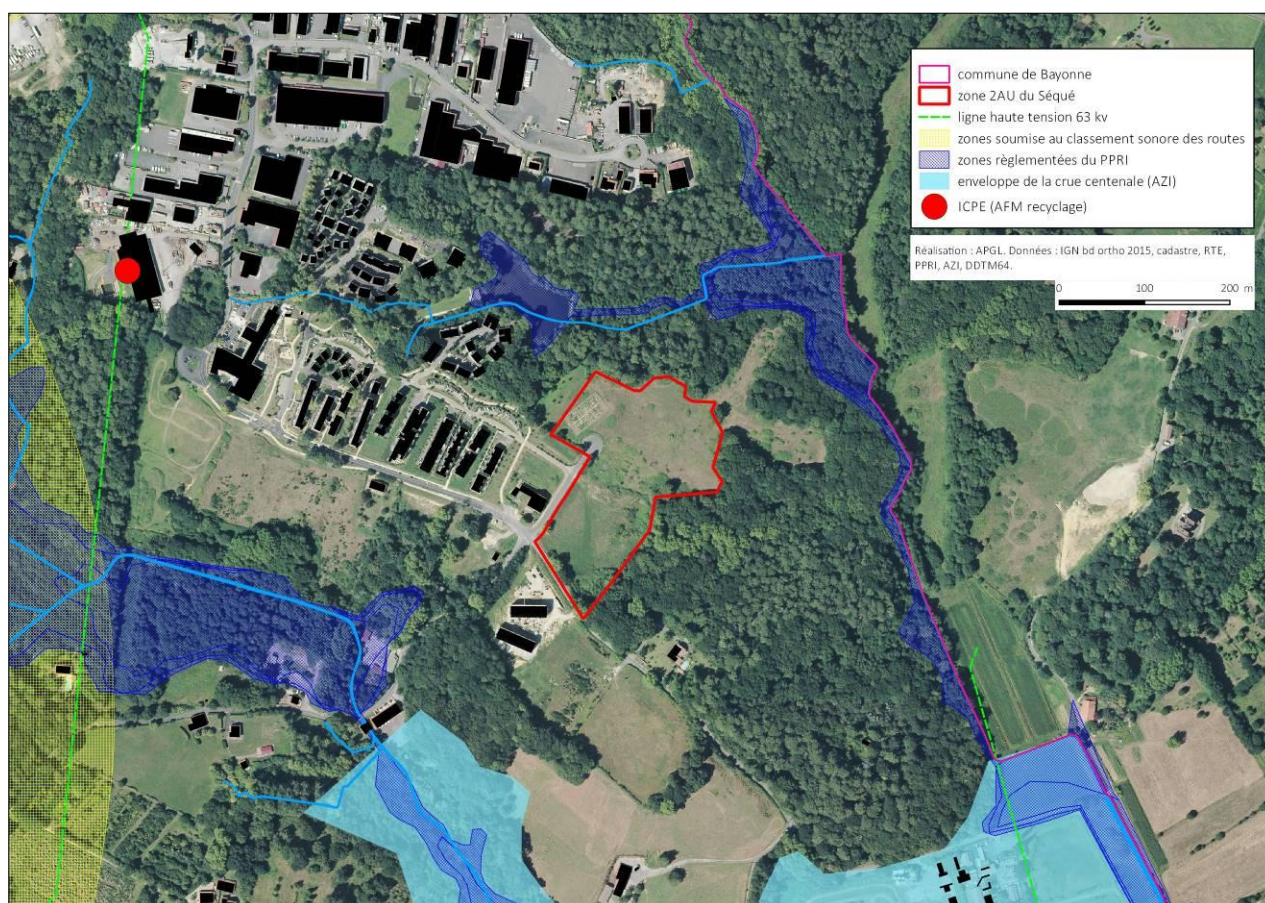 commune de Bayonne
zone 2AU du Séqué
ligne haute tension 63 kv
zones soumise au classement sonore des routes
zones règlementées du PPRI
enveloppe de la crue centenale (AZI)
ICPE (AFM recyclage)
Réalisation : APGL. Données : IGN bd ortho 2015, cadastre, RTE,
PPRI, AZI, DDTM64.
0 100 200 m